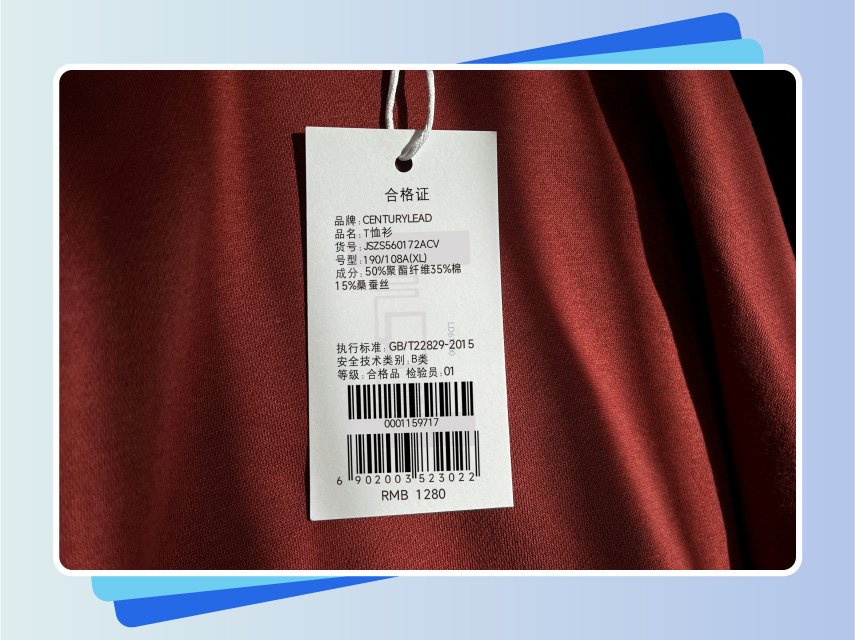 合格证
品牌:CENTURYLEAD
品名:T恤衫
货号:JSZS560172ACV
号型:190/108A(XL)
成分:50%聚酯纤维35%棉
15%桑蚕丝
执行标准:GB/T22829-2015
安全技术类别:B类
等级:合格品 检验员:01
0001159717
6 902003 523022
RMB 1280